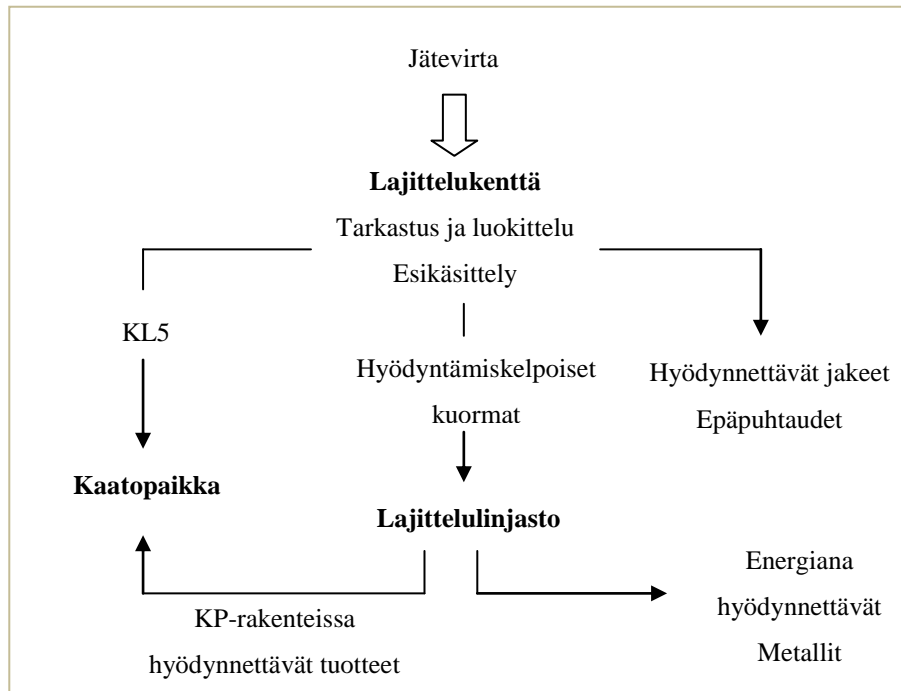 Jätevirta
Lajittelukenttä
Tarkastus ja luokittelu
Esikäsittely
KL5
Hyödyntämiskelpoiset
kuormat
Hyödynnettävät jakeet
Epäpuhtaudet
Kaatopaikka
Lajittelulinjasto
KP-rakenteissa
hyödynnettävät tuotteet
Energiana
hyödynnettävät
Metallit